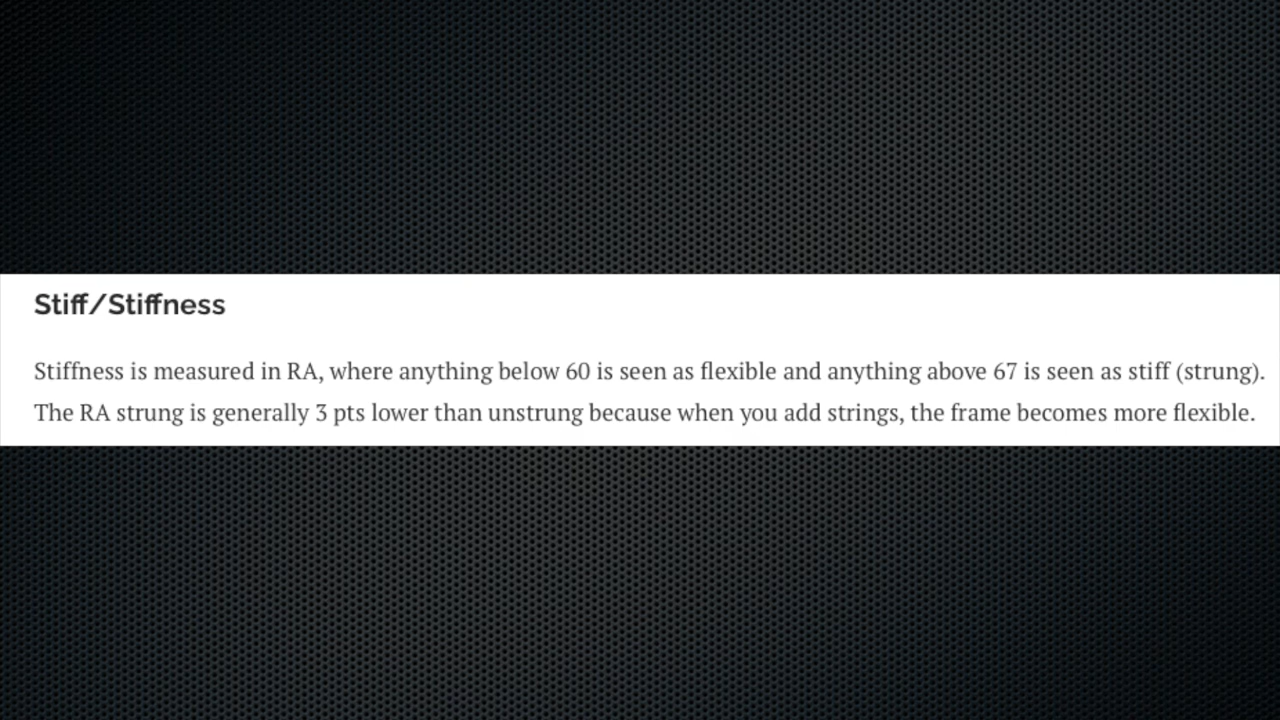 Stiff/Stiffness
Stiffness is measured in RA, where anything below 60 is seen as flexible and anything above 67 is seen as stiff (strung).
The RA strung is generally 3 pts lower than unstrung because when you add strings, the frame becomes more flexible.